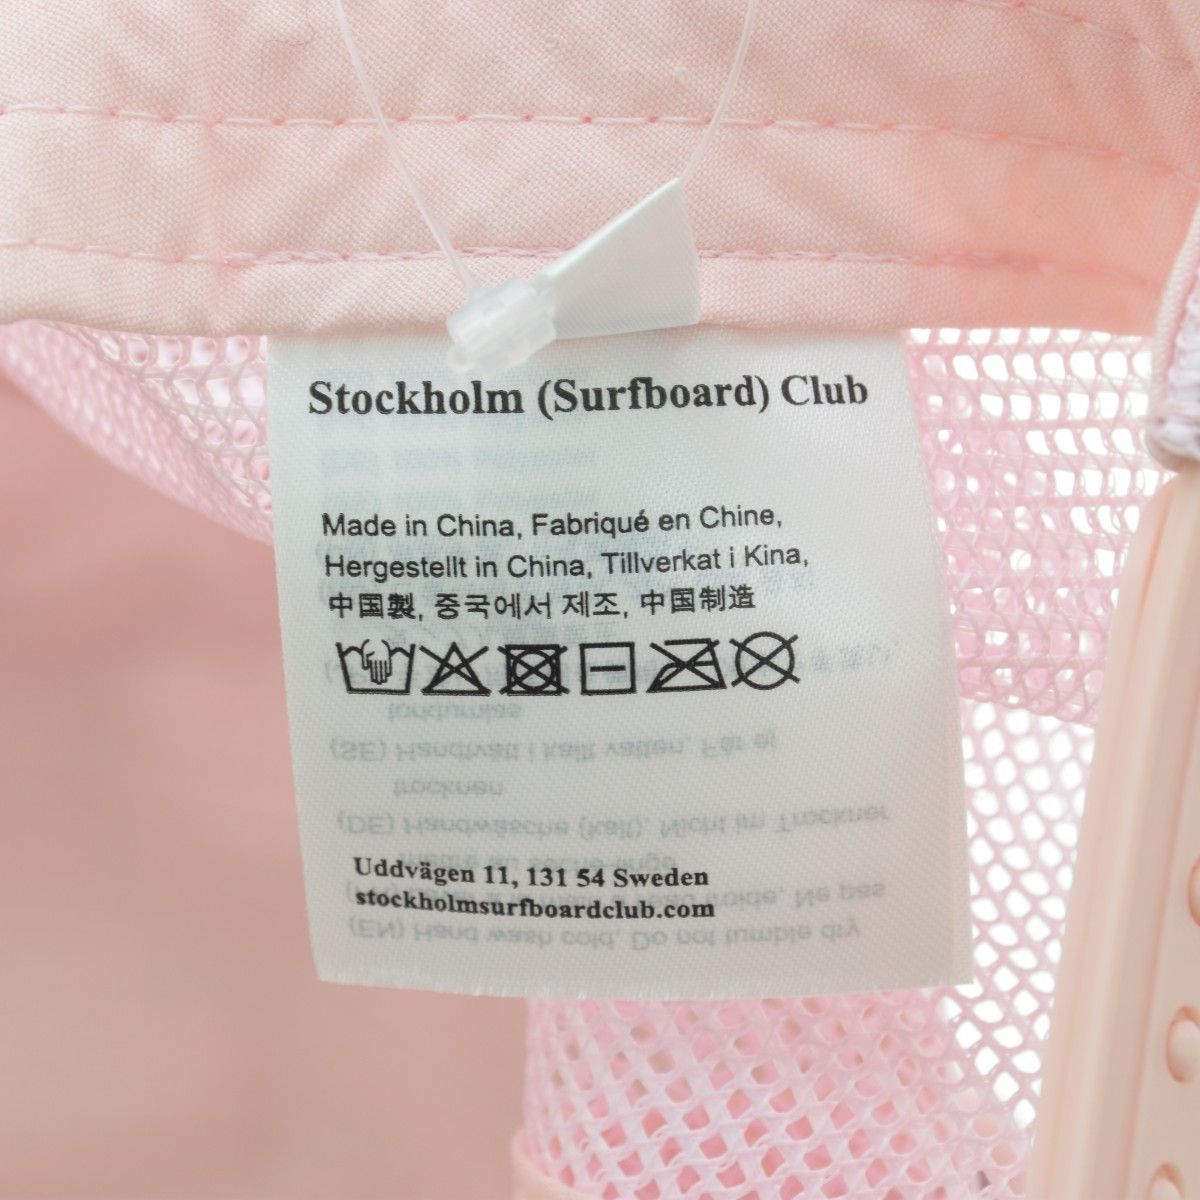 Stockholm (Surfboard) Club
Made in China, Fabriqué en Chine,
Hergestellt in China, Tillverkat i Kina,
中国製, 중국에서 제조, 中国制造
Uddvägen 11, 131 54 Sweden
stockholmsurfboardclub.com